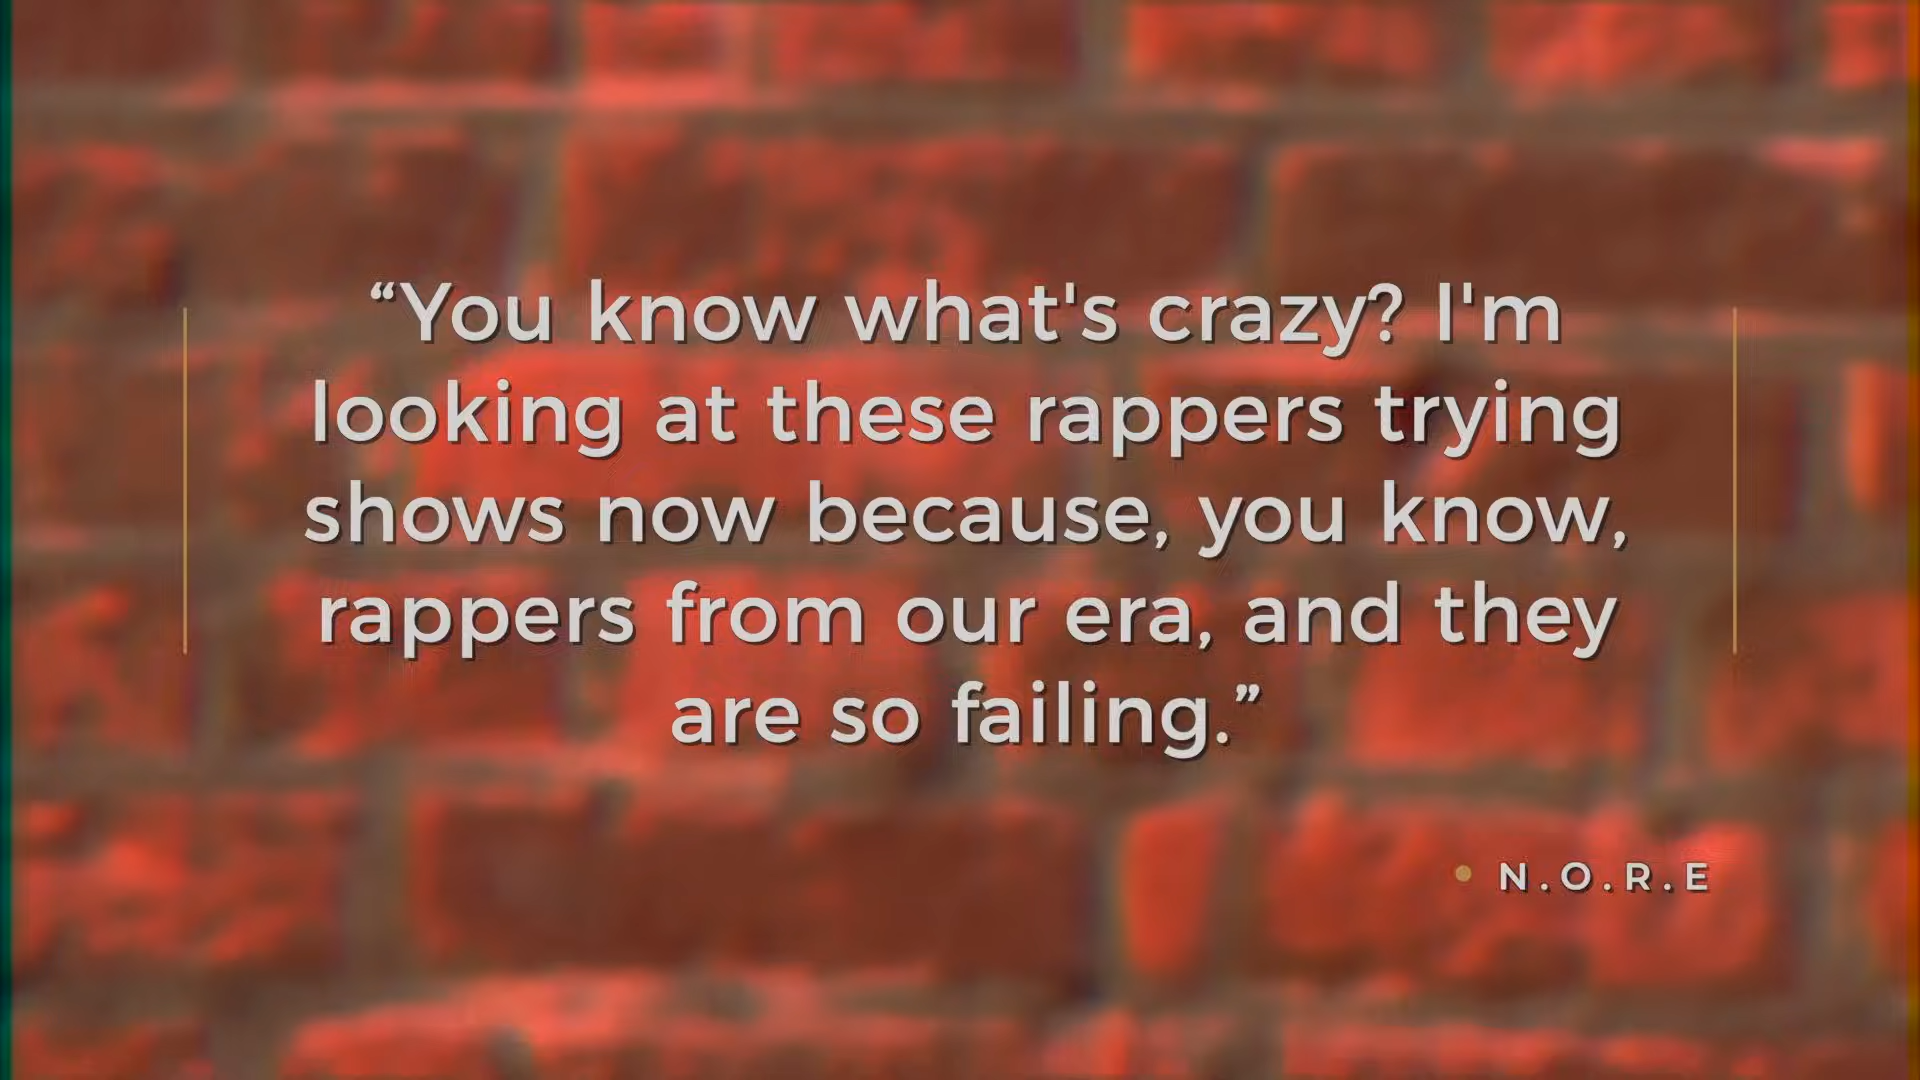 “You know what's crazy? I'm
looking at these rappers trying
shows now because, you know,
rappers from our era, and they
are so failing.”
• N.O.R.E